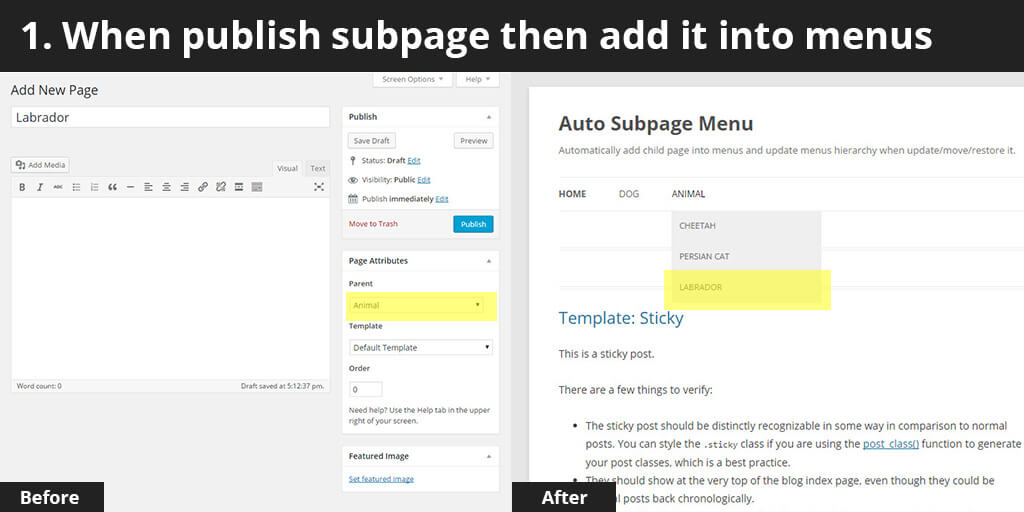 1. When publish subpage then add it into menus
Screen Options
Help
Add New Page
Labrador
Add Media
Visual
Text
B I ABC
Word count: 0
Draft saved at 5:12:37 pm.
Publish
Save Draft
Preview
Status: Draft Edit
Visibility: Public Edit
Publish immediately Edit
Move to Trash
Publish
Page Attributes
Parent
Animal
Template
Default Template
Order
0
Need help? Use the Help tab in the upper
right of your screen.
Featured Image
Set featured image
Before
Auto Subpage Menu
Automatically add child page into menus and update menus hierarchy when update/move/restore it.
HOME
DOG
ANIMAL
CHEETAH
PERSIAN CAT
LABRADOR
Template: Sticky
This is a sticky post.
There are a few things to verify:
• The sticky post should be distinctly recognizable in some way in comparison to normal
posts. You can style the .sticky class if you are using the post_class() function to generate
your post classes, which is a best practice.
• They should show at the very top of the blog index page, even though they could be
posts back chronologically.
After